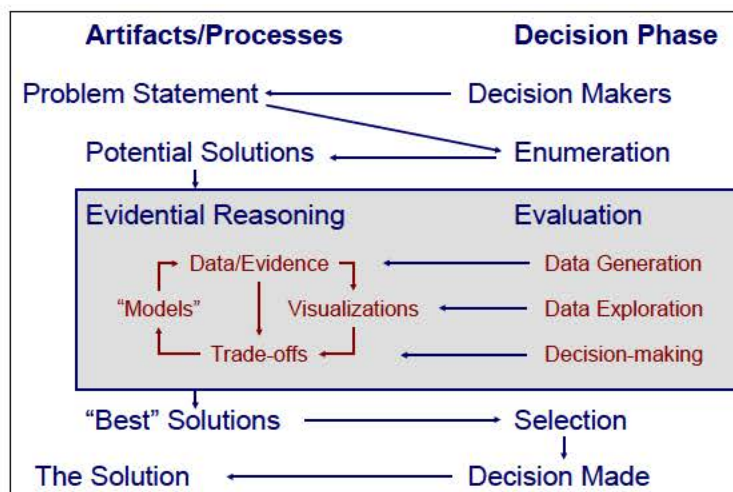 Artifacts/Processes Decision Phase
Problem Statement Decision Makers
Potential Solutions Enumeration
Evidential Reasoning Evaluation
Data/Evidence Data Generation
“Models” Visualizations Data Exploration
Trade-offs Decision-making
“Best” Solutions Selection
The Solution Decision Made